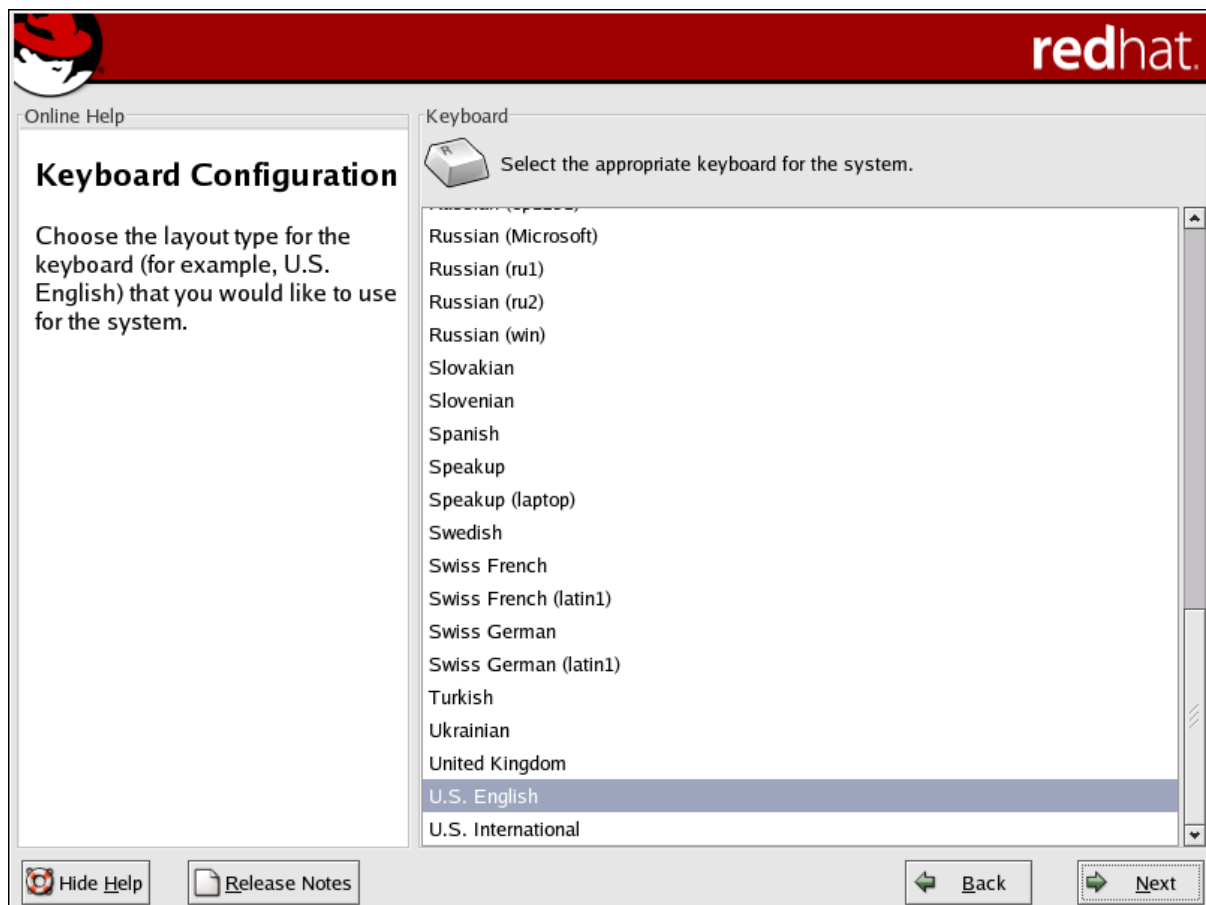 redhat.
Online Help
Keyboard Configuration
Choose the layout type for the
keyboard (for example, U.S.
English) that you would like to use
for the system.
Keyboard
R
Select the appropriate keyboard for the system.
Russian (Microsoft)
Russian (ru1)
Russian (ru2)
Russian (win)
Slovakian
Slovenian
Spanish
Speakup
Speakup (laptop)
Swedish
Swiss French
Swiss French (latin1)
Swiss German
Swiss German (latin1)
Turkish
Ukrainian
United Kingdom
U.S. English
U.S. International
Hide Help
Release Notes
Back
Next